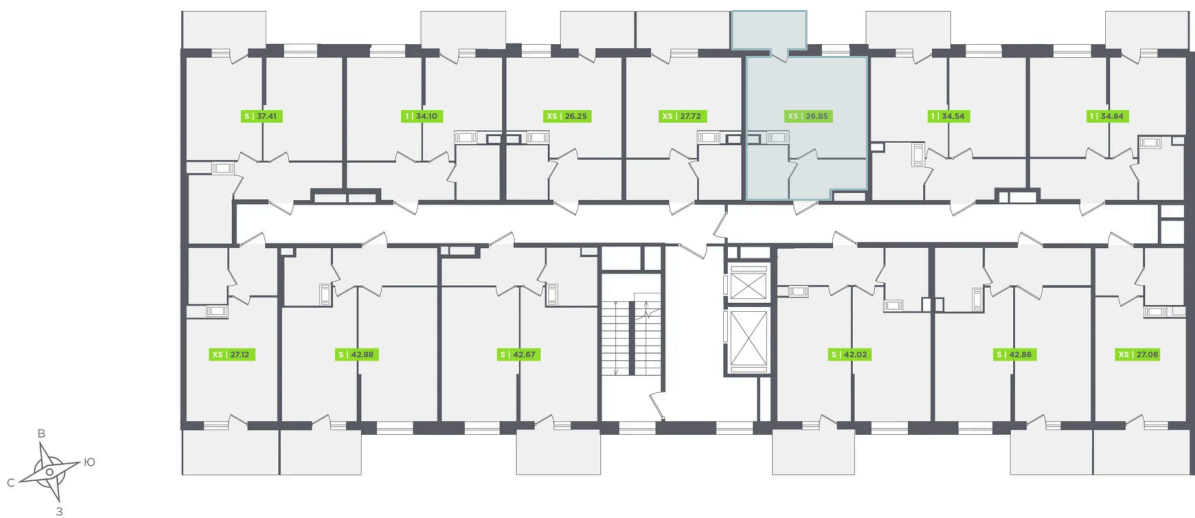 S | 37.41
1 | 34.10
XS | 26.25
XS | 27.72
XS | 26.85
1 | 34.54
1 | 34.84
XS | 27.12
S | 42.88
S | 42.67
S | 42.02
S | 42.86
XS | 27.06
В
Ю
С
З